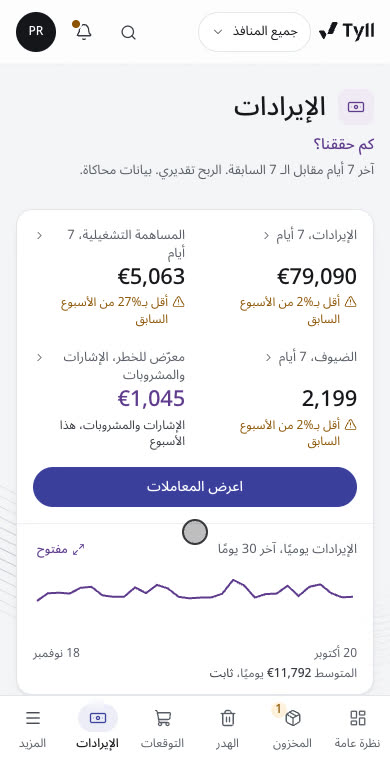 Tyll
جميع المنافذ
PR
الإيرادات
كم حققنا؟
آخر 7 أيام مقابل الـ 7 السابقة. الربح تقديري. بيانات محاكاة.
الإيرادات، 7 أيام
€79,090
أقل بـ2% من الأسبوع
السابق
المساهمة التشغيلية، 7
أيام
€5,063
أقل بـ27% من الأسبوع
السابق
الضيوف، 7 أيام
2,199
أقل بـ2% من الأسبوع
السابق
معرّض للخطر، الإشارات
والمشروبات
€1,045
الإشارات والمشروبات، هذا
الأسبوع
اعرض المعاملات
الإيرادات يوميًا، آخر 30 يومًا
مفتوح
20 أكتوبر
18 نوفمبر
المتوسط €11,792 يوميًا، ثابت
نظرة عامة
1
المخزون
الهدر
التوقعات
الإيرادات
المزيد